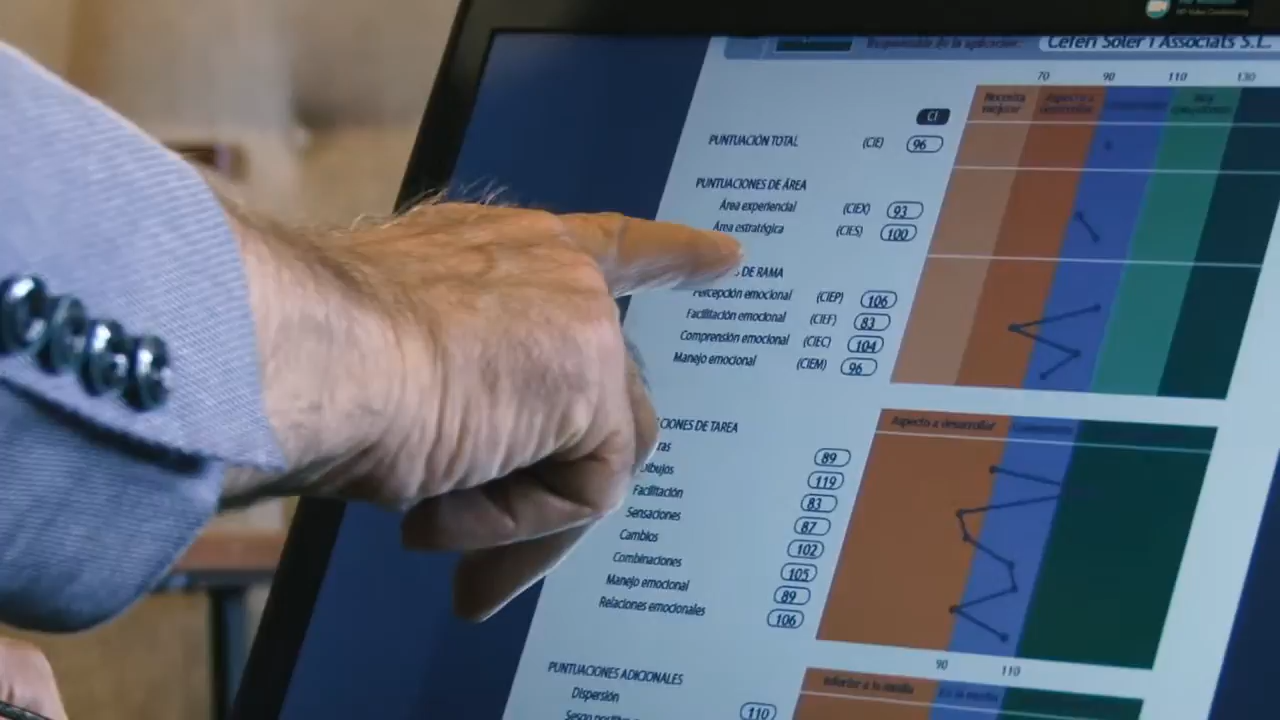 Responsable de la aplicación: Ceferí Soler i Associats S.L.
70 90 110 130
Necesita mejorar Aspecto a desarrollar
CI
PUNTUACIÓN TOTAL (CIE) 96
PUNTUACIONES DE ÁREA
Área experiencial (CIEX) 93
Área estratégica (CIES) 100
DE RAMA
Percepción emocional (CIEP) 106
Facilitación emocional (CIEF) 83
Comprensión emocional (CIEC) 104
Manejo emocional (CIEM) 96
CIONES DE TAREA
Aspecto a desarrollar
ras 89
Dibujos 119
Facilitación 83
Sensaciones 87
Cambios 102
Combinaciones 105
Manejo emocional 89
Relaciones emocionales 106
90 110
PUNTUACIONES ADICIONALES
Inferior a la media En la media
Dispersión 110
Sesgo